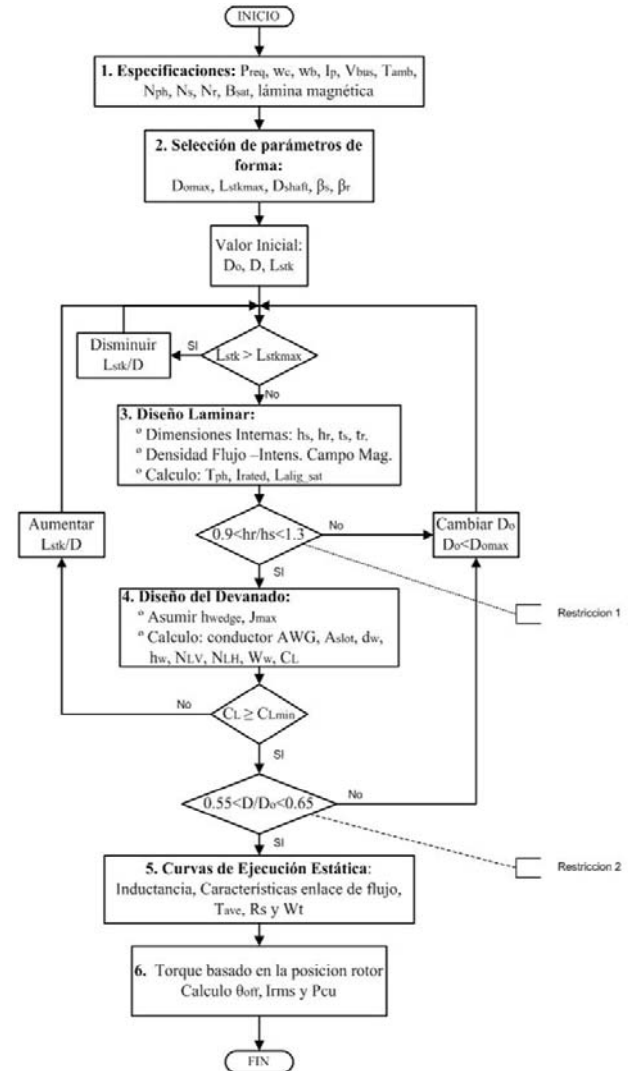 INICIO
1. Especificaciones: Preq, wc, wb, Ip, Vbus, Tamb,
Nph, Ns, Nr, Bsat, lámina magnética
2. Selección de parámetros de
forma:
Domax, Lstkmax, Dshaft, βs, βr
Valor Inicial:
Do, D, Lstk
Disminuir
Lstk/D
SI
Lstk > Lstkmax
No
3. Diseño Laminar:
º Dimensiones Internas: hs, hr, ts, tr.
º Densidad Flujo –Intens. Campo Mag.
º Calculo: Tph, Irated, Lalig_sat
Aumentar
Lstk/D
0.9<hr/hs<1.3
No
Cambiar Do
Do<Domax
SI
Restriccion 1
4. Diseño del Devanado:
º Asumir hwedge, Jmax
º Calculo: conductor AWG, Aslot, dw,
hw, NLV, NLH, Ww, CL
No
CL ≥ CLmin
SI
0.55<D/Do<0.65
No
SI
Restriccion 2
5. Curvas de Ejecución Estática:
Inductancia, Características enlace de flujo,
Tave, Rs y Wt
6. Torque basado en la posicion rotor
Calculo θoff, Irms y Pcu
FIN